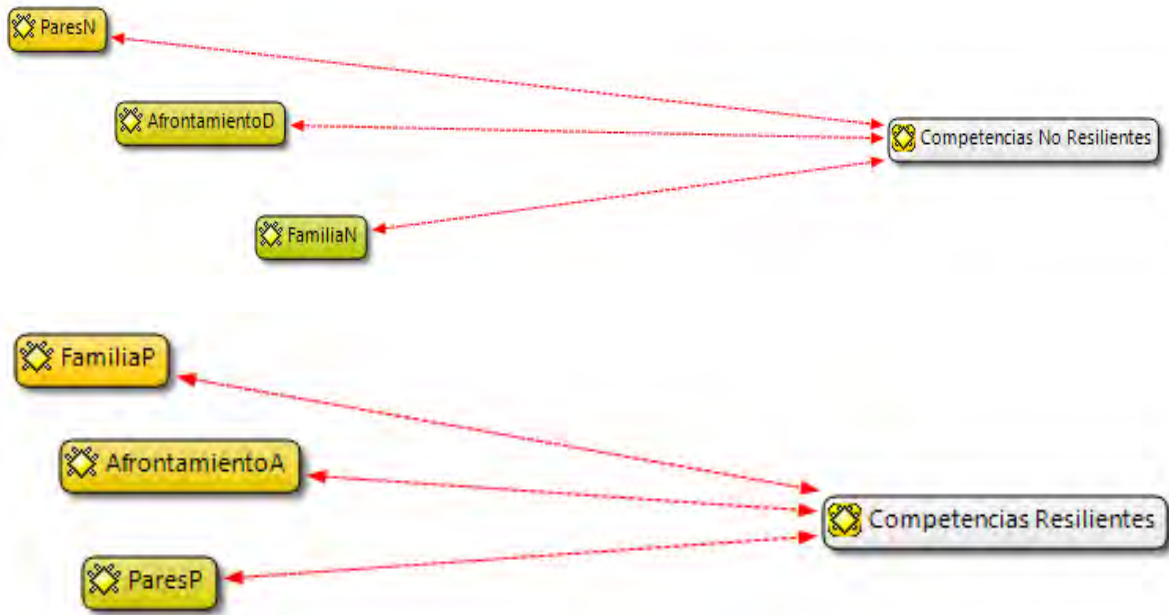 ParesN
AfrontamientoD
Competencias No Resilientes
FamiliaN
FamiliaP
AfrontamientoA
Competencias Resilientes
ParesP